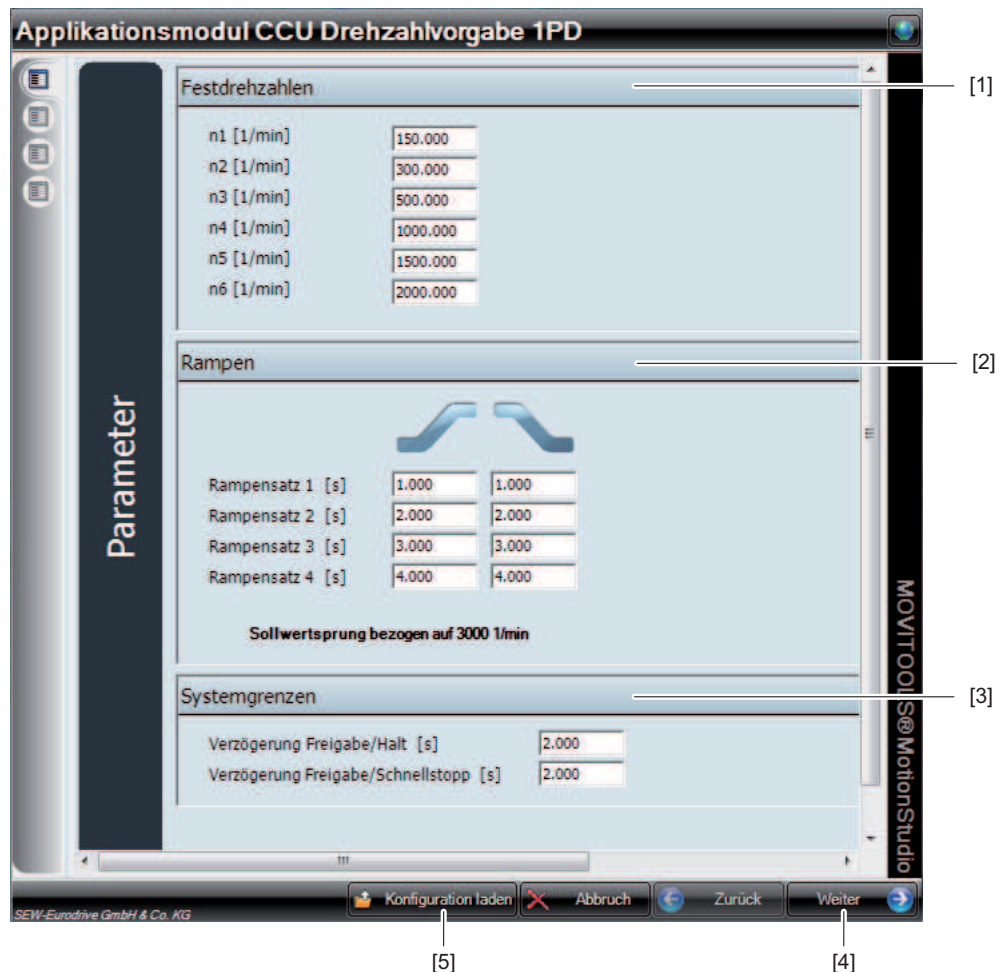 Applikationsmodul CCU Drehzahlvorgabe 1PD
Festdrehzahlen
[1]
n1 [1/min] 150.000
n2 [1/min] 300.000
n3 [1/min] 500.000
n4 [1/min] 1000.000
n5 [1/min] 1500.000
n6 [1/min] 2000.000
Rampen
[2]
Parameter
Rampensatz 1 [s] 1.000 1.000
Rampensatz 2 [s] 2.000 2.000
Rampensatz 3 [s] 3.000 3.000
Rampensatz 4 [s] 4.000 4.000
Sollwertsprung bezogen auf 3000 1/min
Systemgrenzen
[3]
Verzögerung Freigabe/Halt [s] 2.000
Verzögerung Freigabe/Schnellstopp [s] 2.000
MOVITOOLS®MotionStudio
Konfiguration laden Abbruch Zurück Weiter
SEW-Eurodrive GmbH & Co. KG
[5] [4]